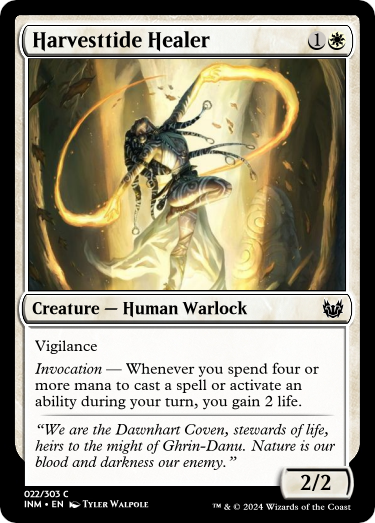 Harvesttide Healer 1
Creature — Human Warlock
Vigilance
Invocation — Whenever you spend four or
more mana to cast a spell or activate an
ability during your turn, you gain 2 life.
“We are the Dawnhart Coven, stewards of life,
heirs to the might of Ghrin-Danu. Nature is our
blood and darkness our enemy.”
2/2
022/303 C
INM • EN Tyler Walpole
™ & © 2024 Wizards of the Coast